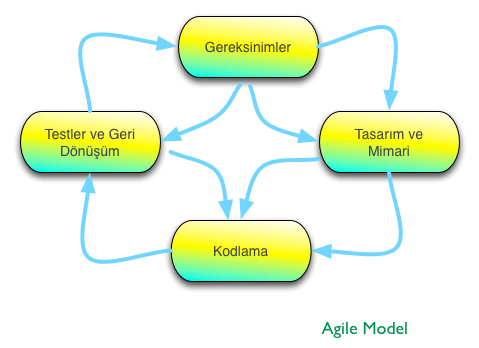 Gereksinimler
Testler ve Geri
Dönüşüm
Tasarım ve
Mimari
Kodlama
Agile Model